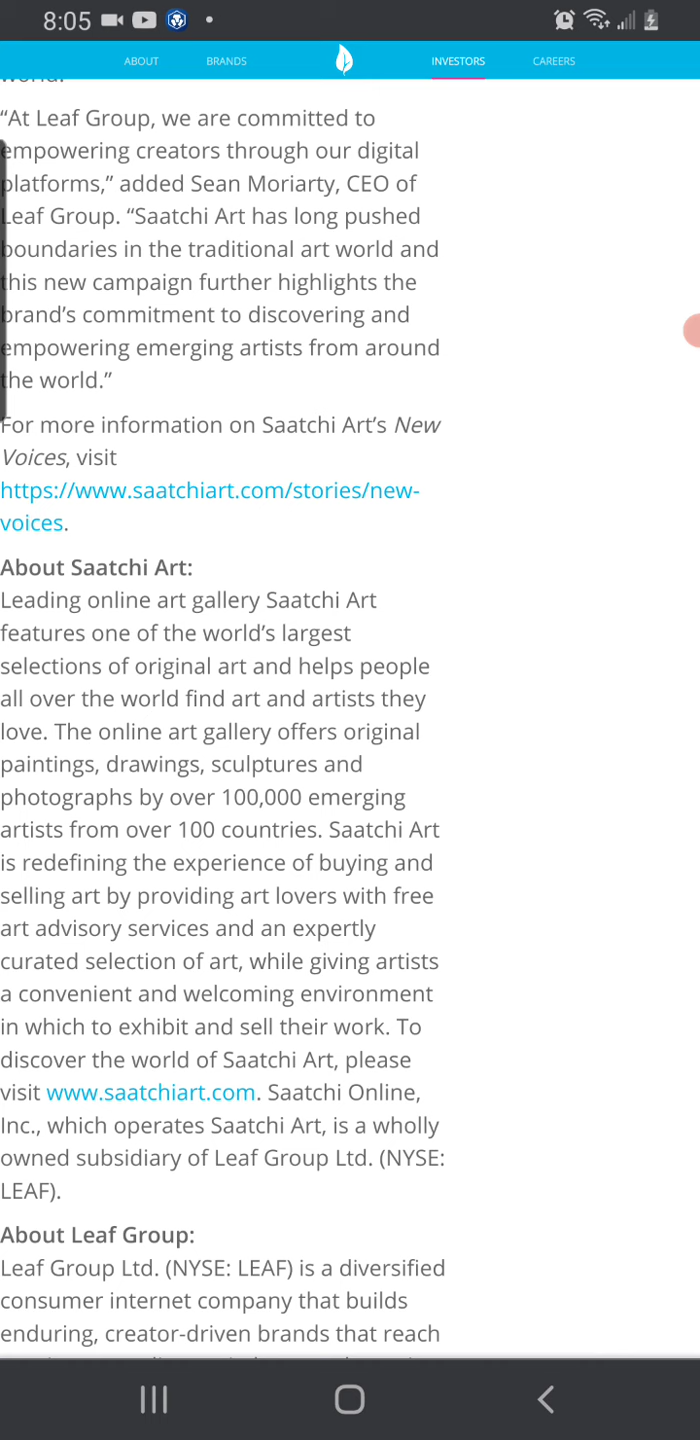 8:05
ABOUT
BRANDS
INVESTORS
CAREERS
world.
“At Leaf Group, we are committed to
empowering creators through our digital
platforms,” added Sean Moriarty, CEO of
Leaf Group. “Saatchi Art has long pushed
boundaries in the traditional art world and
this new campaign further highlights the
brand’s commitment to discovering and
empowering emerging artists from around
the world.”
For more information on Saatchi Art’s New
Voices, visit
https://www.saatchiart.com/stories/new-
voices.
About Saatchi Art:
Leading online art gallery Saatchi Art
features one of the world’s largest
selections of original art and helps people
all over the world find art and artists they
love. The online art gallery offers original
paintings, drawings, sculptures and
photographs by over 100,000 emerging
artists from over 100 countries. Saatchi Art
is redefining the experience of buying and
selling art by providing art lovers with free
art advisory services and an expertly
curated selection of art, while giving artists
a convenient and welcoming environment
in which to exhibit and sell their work. To
discover the world of Saatchi Art, please
visit www.saatchiart.com. Saatchi Online,
Inc., which operates Saatchi Art, is a wholly
owned subsidiary of Leaf Group Ltd. (NYSE:
LEAF).
About Leaf Group:
Leaf Group Ltd. (NYSE: LEAF) is a diversified
consumer internet company that builds
enduring, creator-driven brands that reach